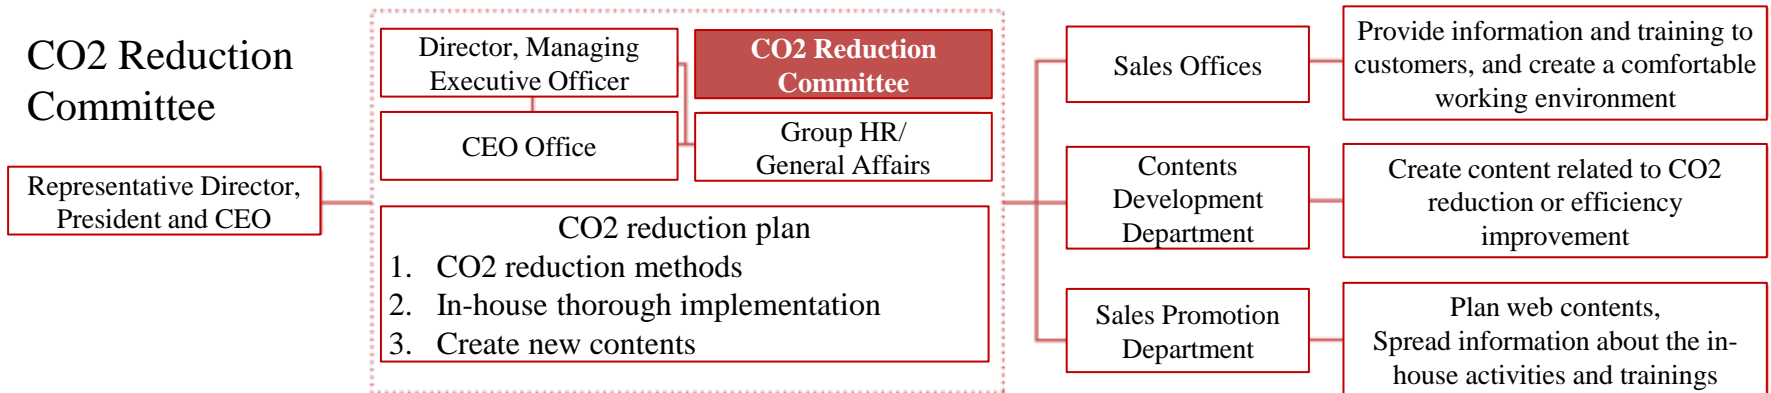 CO2 Reduction
Committee
Representative Director,
President and CEO
Director, Managing
Executive Officer
CO2 Reduction
Committee
CEO Office
Group HR/
General Affairs
CO2 reduction plan
1. CO2 reduction methods
2. In-house thorough implementation
3. Create new contents
Sales Offices
Provide information and training to
customers, and create a comfortable
working environment
Contents
Development
Department
Create content related to CO2
reduction or efficiency
improvement
Sales Promotion
Department
Plan web contents,
Spread information about the in-
house activities and trainings